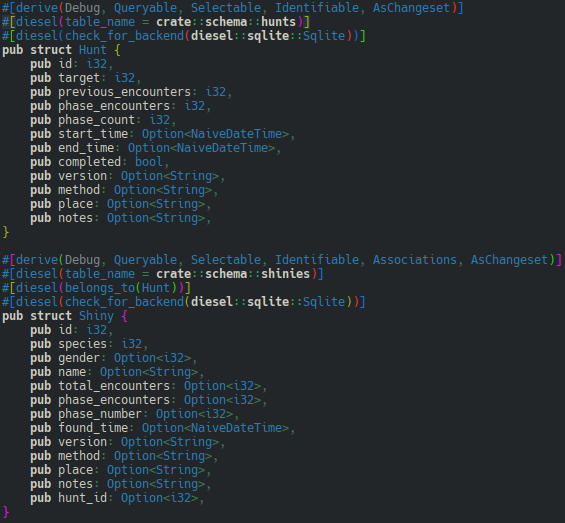 #[derive(Debug, Queryable, Selectable, Identifiable, AsChangeset)]
#[diesel(table_name = crate::schema::hunts)]
#[diesel(check_for_backend(diesel::sqlite::Sqlite))]
pub struct Hunt {
    pub id: i32,
    pub target: i32,
    pub previous_encounters: i32,
    pub phase_encounters: i32,
    pub phase_count: i32,
    pub start_time: Option<NaiveDateTime>,
    pub end_time: Option<NaiveDateTime>,
    pub completed: bool,
    pub version: Option<String>,
    pub method: Option<String>,
    pub place: Option<String>,
    pub notes: Option<String>,
}

#[derive(Debug, Queryable, Selectable, Identifiable, Associations, AsChangeset)]
#[diesel(table_name = crate::schema::shinies)]
#[diesel(belongs_to(Hunt))]
#[diesel(check_for_backend(diesel::sqlite::Sqlite))]
pub struct Shiny {
    pub id: i32,
    pub species: i32,
    pub gender: Option<i32>,
    pub name: Option<String>,
    pub total_encounters: Option<i32>,
    pub phase_encounters: Option<i32>,
    pub phase_number: Option<i32>,
    pub found_time: Option<NaiveDateTime>,
    pub version: Option<String>,
    pub method: Option<String>,
    pub place: Option<String>,
    pub notes: Option<String>,
    pub hunt_id: Option<i32>,
}